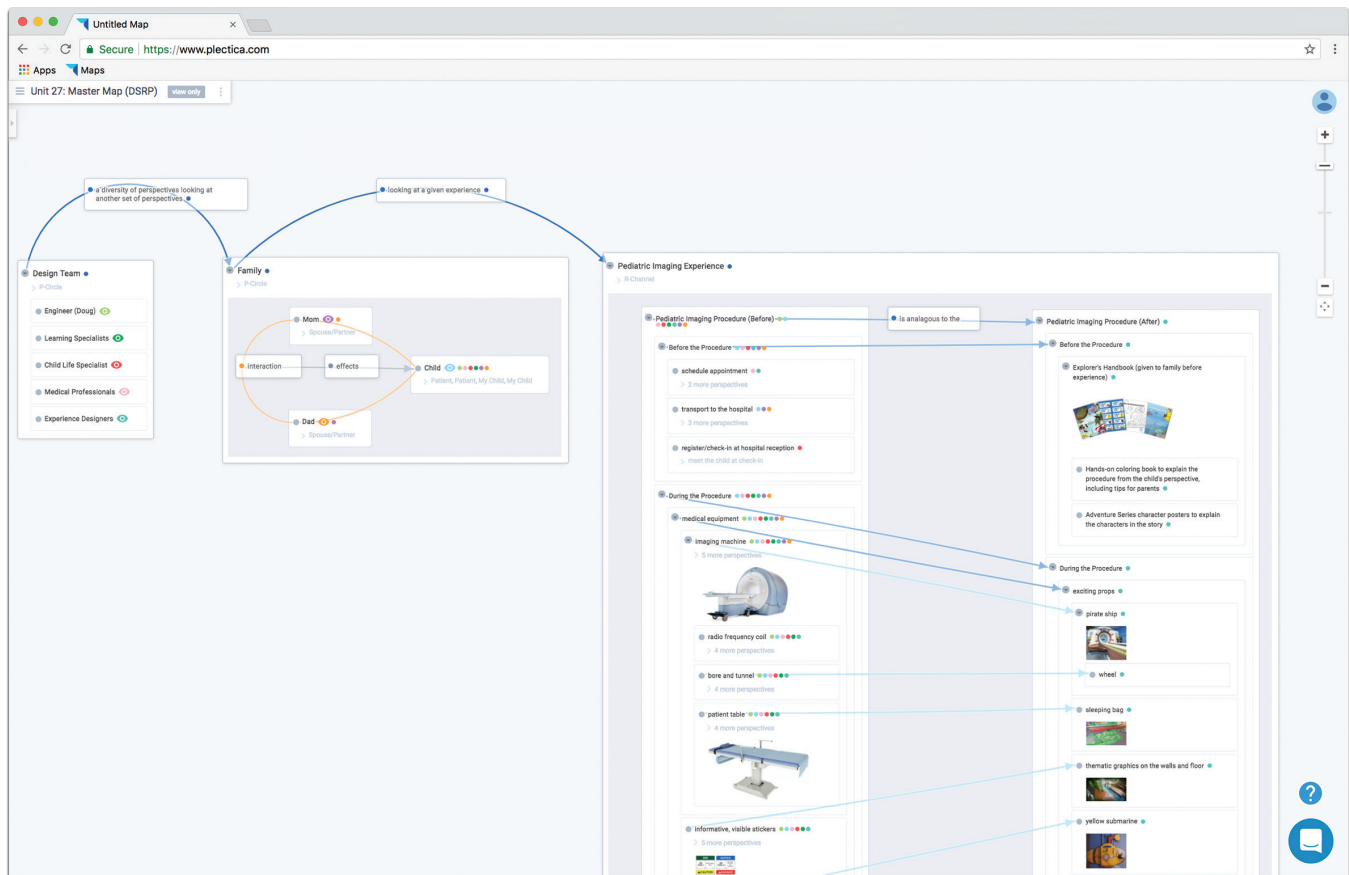 Untitled Map
Secure https://www.plectica.com
Apps Maps
Unit 27: Master Map (DSRP) view only
a diversity of perspectives looking at
another set of perspectives
looking at a given experience
Design Team
P-Circle
Engineer (Doug)
Learning Specialists
Child Life Specialist
Medical Professionals
Experience Designers
Family
P-Circle
Mom
Spouse/Partner
interaction
effects
Child
Patient, Patient, My Child, My Child
Dad
Spouse/Partner
Pediatric Imaging Experience
R-Channel
Pediatric Imaging Procedure (Before)
is analagous to the
Before the Procedure
schedule appointment
2 more perspectives
transport to the hospital
3 more perspectives
register/check-in at hospital reception
meet the child at check-in
During the Procedure
medical equipment
imaging machine
5 more perspectives
radio frequency coil
4 more perspectives
bore and tunnel
4 more perspectives
patient table
4 more perspectives
informative, visible stickers
5 more perspectives
Pediatric Imaging Procedure (After)
Before the Procedure
Explorer's Handbook (given to family before
experience)
Hands-on coloring book to explain the
procedure from the child's perspective,
including tips for parents
Adventure Series character posters to explain
the characters in the story
During the Procedure
exciting props
pirate ship
wheel
sleeping bag
thematic graphics on the walls and floor
yellow submarine
?